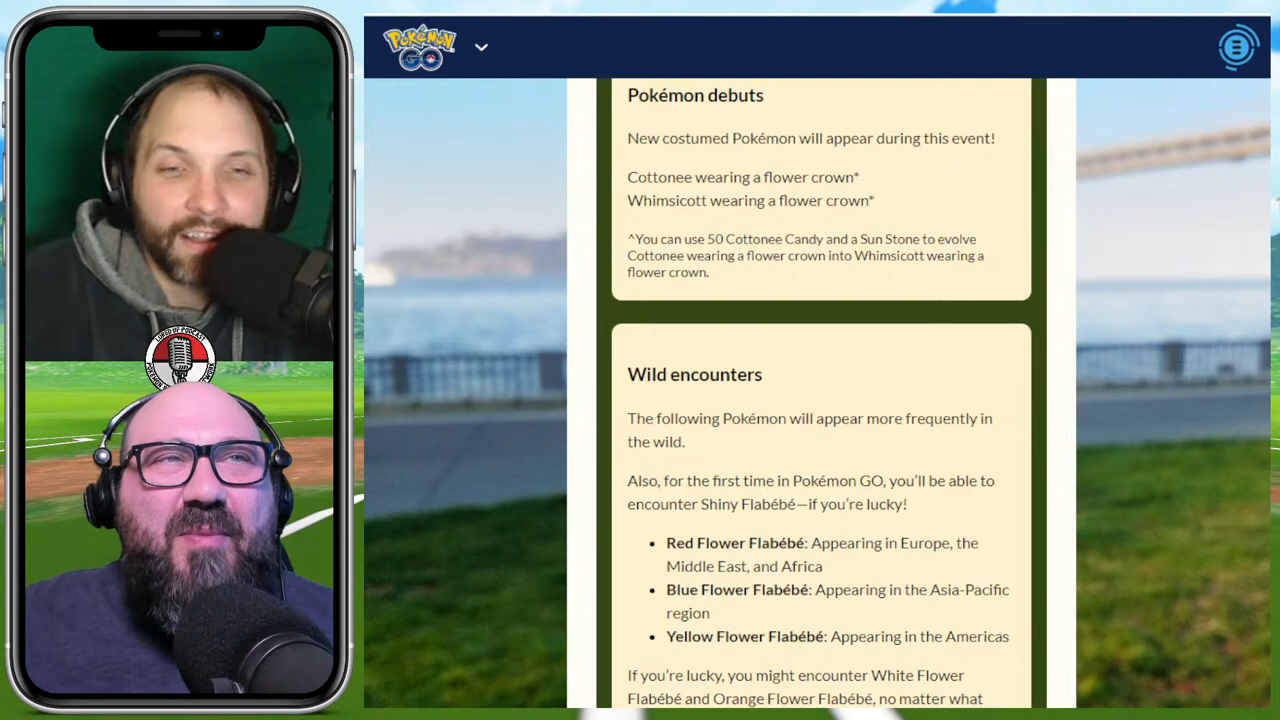 POKÉMON
GO
Pokémon debuts
New costumed Pokémon will appear during this event!
Cottonee wearing a flower crown*
Whimsicott wearing a flower crown*
^You can use 50 Cottonee Candy and a Sun Stone to evolve
Cottonee wearing a flower crown into Whimsicott wearing a
flower crown.
Wild encounters
The following Pokémon will appear more frequently in
the wild.
Also, for the first time in Pokémon GO, you'll be able to
encounter Shiny Flabébé—if you're lucky!
• Red Flower Flabébé: Appearing in Europe, the
Middle East, and Africa
• Blue Flower Flabébé: Appearing in the Asia-Pacific
region
• Yellow Flower Flabébé: Appearing in the Americas
If you're lucky, you might encounter White Flower
Flabébé and Orange Flower Flabébé, no matter what